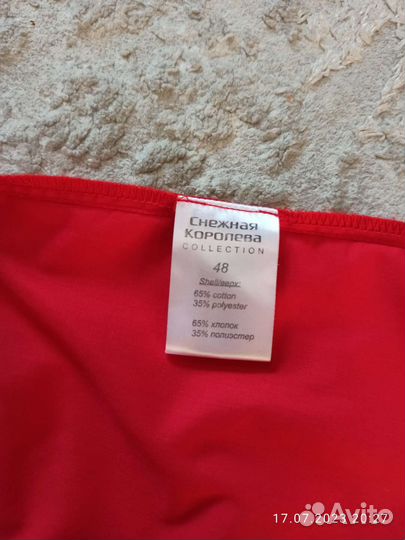 Снежная
Королева
COLLECTION
48
Shell/верх:
65% cotton
35% polyester
65% хлопок
35% полиэстер
17.07.2023 20:27
Avito